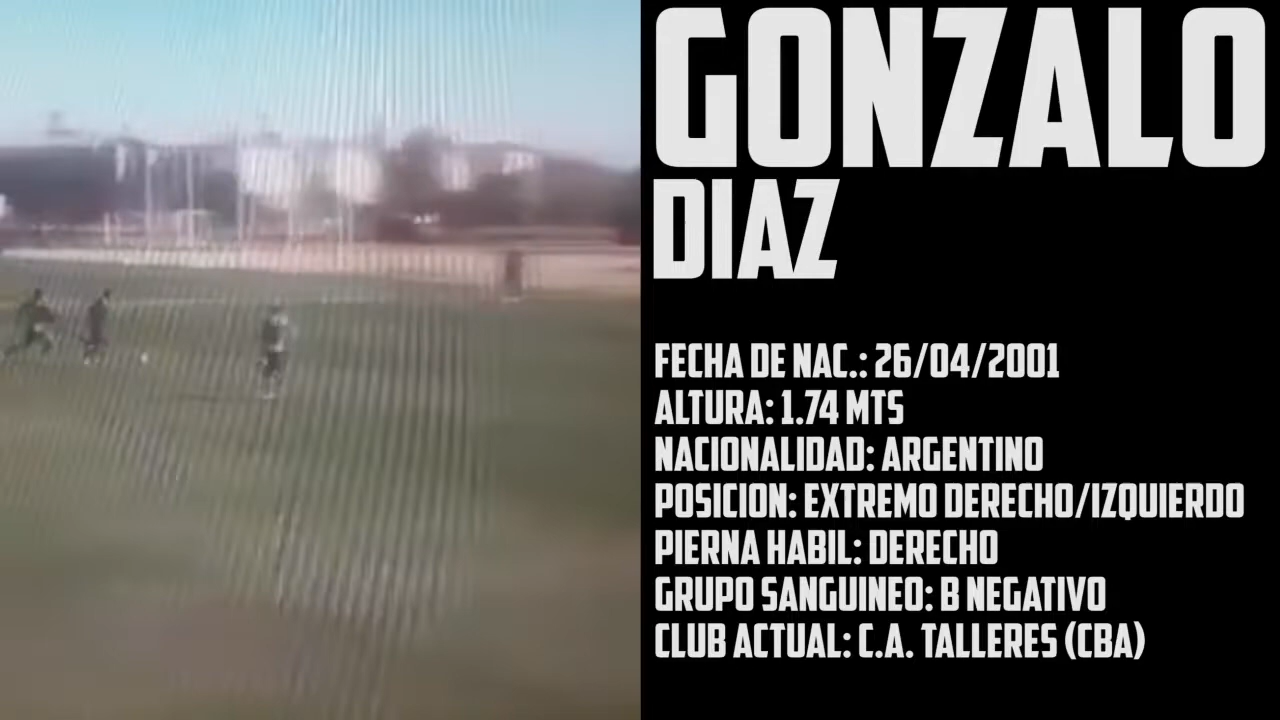 GONZALO
DIAZ
FECHA DE NAC.: 26/04/2001
ALTURA: 1.74 MTS
NACIONALIDAD: ARGENTINO
POSICION: EXTREMO DERECHO/IZQUIERDO
PIERNA HABIL: DERECHO
GRUPO SANGUINEO: B NEGATIVO
CLUB ACTUAL: C.A. TALLERES (CBA)